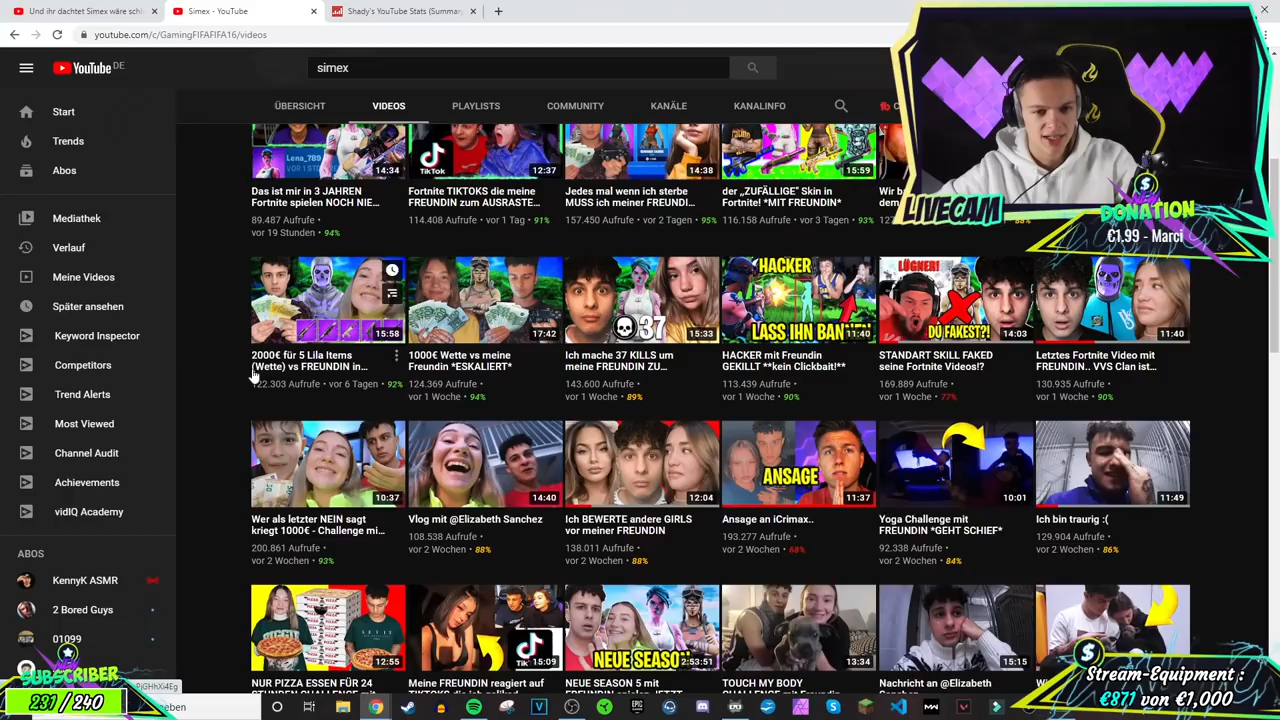 Und ihr dachtet Simex wäre schl
Simex - YouTube
Shady's YouTube Stats (Summar
youtube.com/c/GamingFIFAFIFA16/videos
YouTube DE
simex
ÜBERSICHT
VIDEOS
PLAYLISTS
COMMUNITY
KANÄLE
KANALINFO
Start
Trends
Abos
Mediathek
Verlauf
Meine Videos
Später ansehen
Keyword Inspector
Competitors
Trend Alerts
Most Viewed
Channel Audit
Achievements
vidIQ Academy
ABOS
KennyK ASMR
2 Bored Guys
01099
Lena_789
14:34
TikTok
12:37
14:38
15:59
Das ist mir in 3 JAHREN
Fortnite spielen NOCH NIE...
89.487 Aufrufe •
vor 19 Stunden • 94%
Fortnite TIKTOKS die meine
FREUNDIN zum AUSRASTE...
114.408 Aufrufe • vor 1 Tag • 91%
Jedes mal wenn ich sterbe
MUSS ich meiner FREUNDI...
157.450 Aufrufe • vor 2 Tagen • 95%
der „ZUFÄLLIGE" Skin in
Fortnite! *MIT FREUNDIN*
116.158 Aufrufe • vor 3 Tagen • 93%
LIVECAM
NEW
DONATION
€1.99 - Marci
15:58
17:42
37
15:33
HACKER
LASS IHN BANNEN
11:40
LÜGNER!
DU FAKEST?!
14:03
11:40
2000€ für 5 Lila Items
(Wette) vs FREUNDIN in...
122.303 Aufrufe • vor 6 Tagen • 92%
1000€ Wette vs meine
Freundin *ESKALIERT*
124.369 Aufrufe •
vor 1 Woche • 94%
Ich mache 37 KILLS um
meine FREUNDIN ZU...
143.600 Aufrufe •
vor 1 Woche • 89%
HACKER mit Freundin
GEKILLT **kein Clickbait!**
113.439 Aufrufe •
vor 1 Woche • 90%
STANDART SKILL FAKED
seine Fortnite Videos!?
169.889 Aufrufe •
vor 1 Woche • 77%
Letztes Fortnite Video mit
FREUNDIN.. VVS Clan ist...
130.935 Aufrufe •
vor 1 Woche • 90%
10:37
14:40
12:04
ANSAGE
11:37
10:01
11:49
Wer als letzter NEIN sagt
kriegt 1000€ - Challenge mi...
200.861 Aufrufe •
vor 2 Wochen • 93%
Vlog mit @Elizabeth Sanchez
108.538 Aufrufe •
vor 2 Wochen • 88%
Ich BEWERTE andere GIRLS
vor meiner FREUNDIN
138.011 Aufrufe •
vor 2 Wochen • 88%
Ansage an iCrimax..
193.277 Aufrufe •
vor 2 Wochen • 68%
Yoga Challenge mit
FREUNDIN *GEHT SCHIEF*
92.338 Aufrufe •
vor 2 Wochen • 84%
Ich bin traurig :(
129.904 Aufrufe •
vor 2 Wochen • 86%
12:55
TikTok
15:09
NEUE SEASON
2:53:51
13:34
15:15
NUR PIZZA ESSEN FÜR 24
Meine FREUNDIN reagiert auf
NEUE SEASON 5 mit
TOUCH MY BODY
Nachricht an @Elizabeth
NEW
SUBSCRIBER
231 / 240
Stream-Equipment :
€871 von €1,000